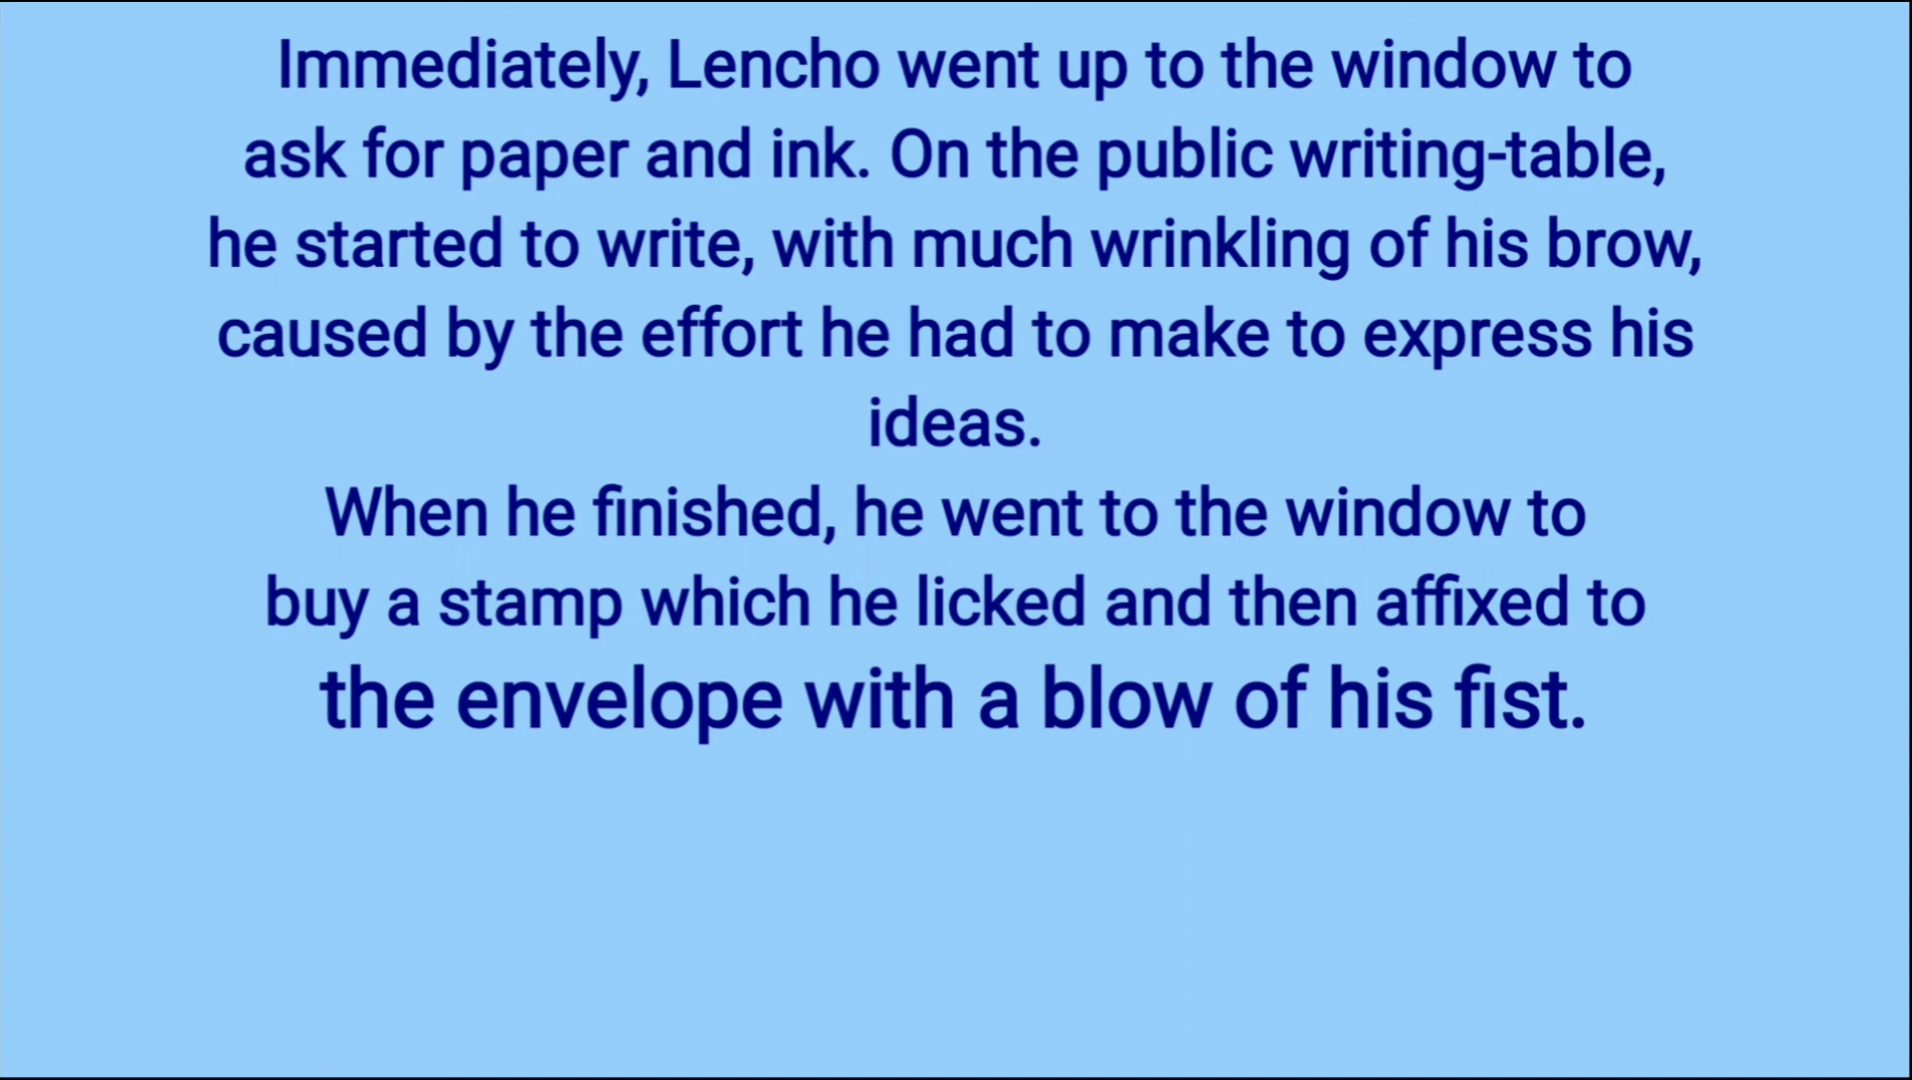 Immediately, Lencho went up to the window to
ask for paper and ink. On the public writing-table,
he started to write, with much wrinkling of his brow,
caused by the effort he had to make to express his
ideas.
When he finished, he went to the window to
buy a stamp which he licked and then affixed to
the envelope with a blow of his fist.